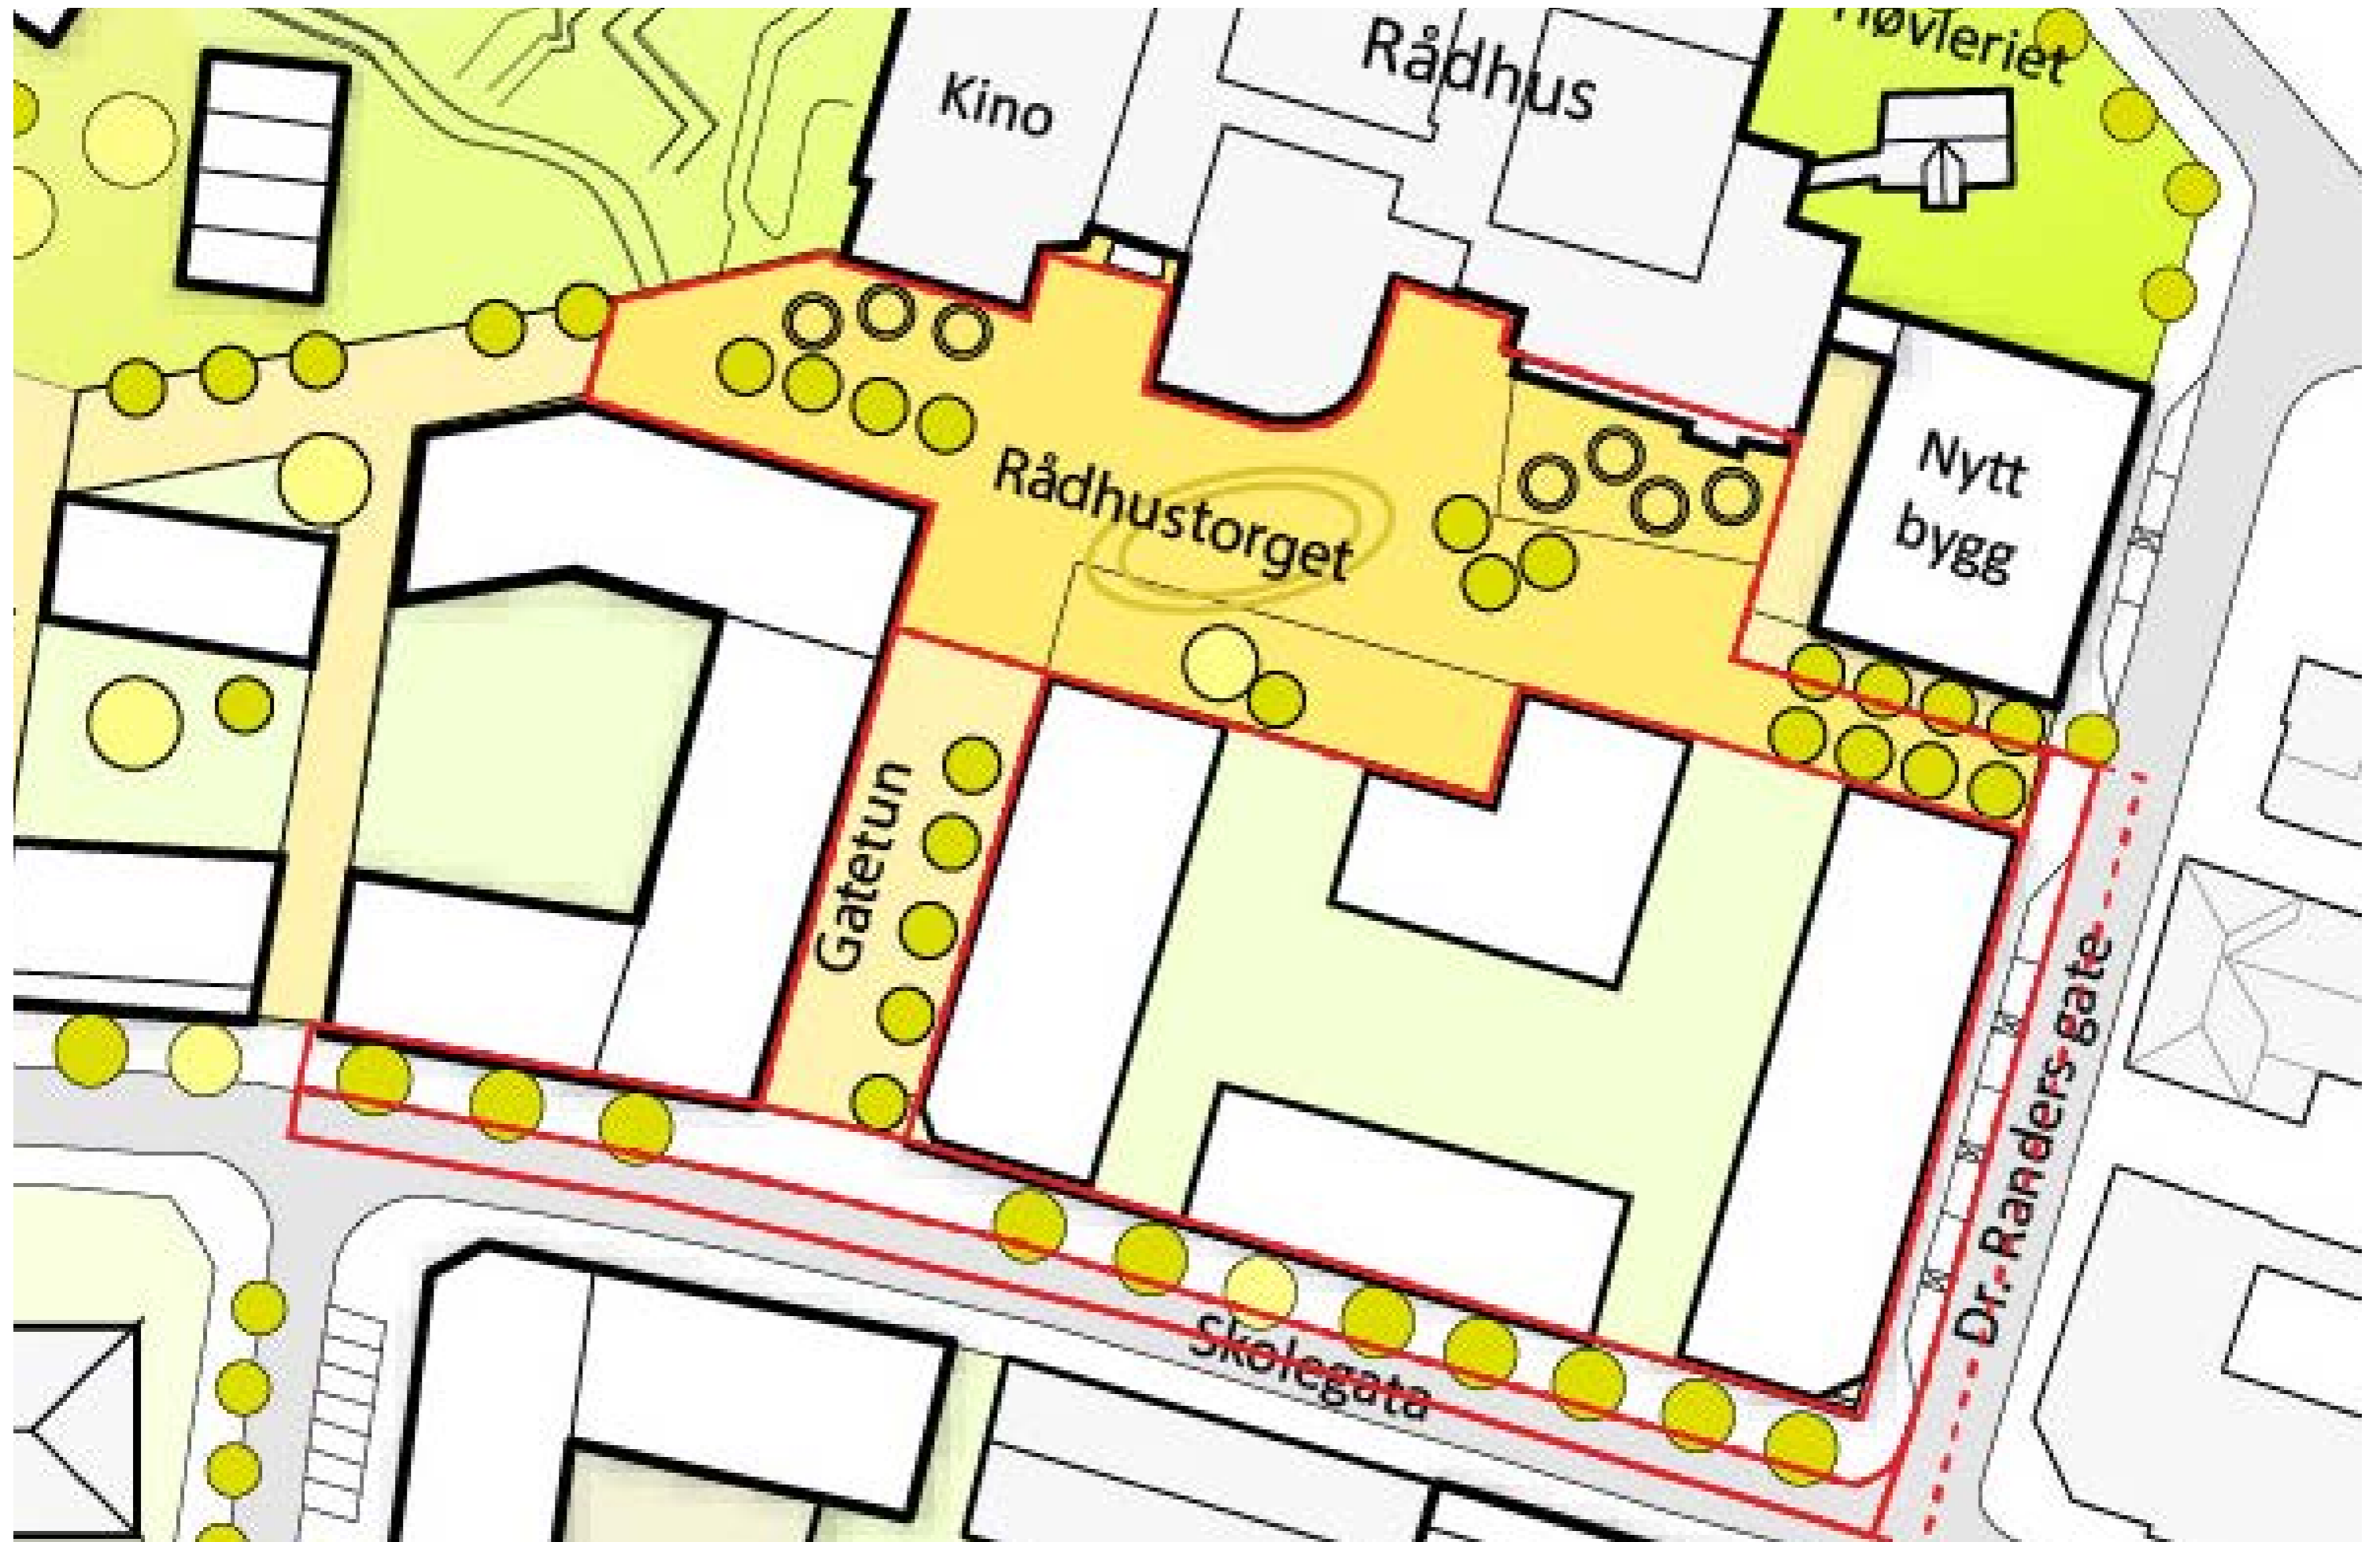 Høvleriet
Rådhus
Kino
Nytt
bygg
Rådhustorget
Gatetun
Dr. Randers gate
Skolegata